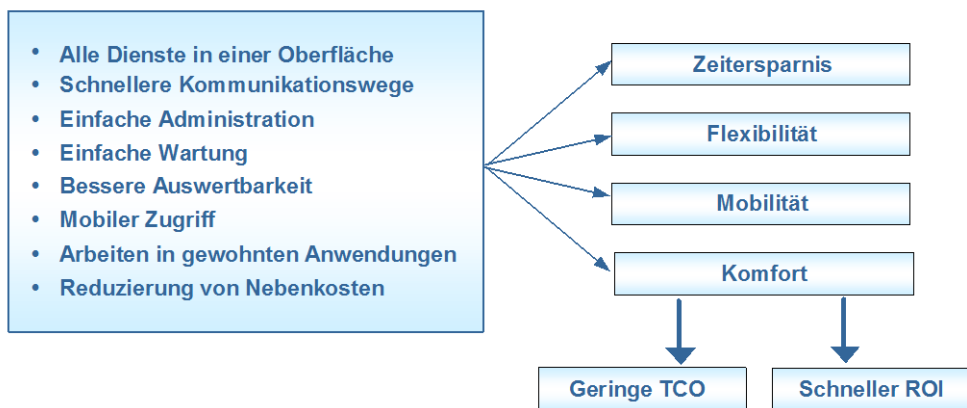 • Alle Dienste in einer Oberfläche
• Schnellere Kommunikationswege
• Einfache Administration
• Einfache Wartung
• Bessere Auswertbarkeit
• Mobiler Zugriff
• Arbeiten in gewohnten Anwendungen
• Reduzierung von Nebenkosten
Zeitersparnis
Flexibilität
Mobilität
Komfort
Geringe TCO
Schneller ROI